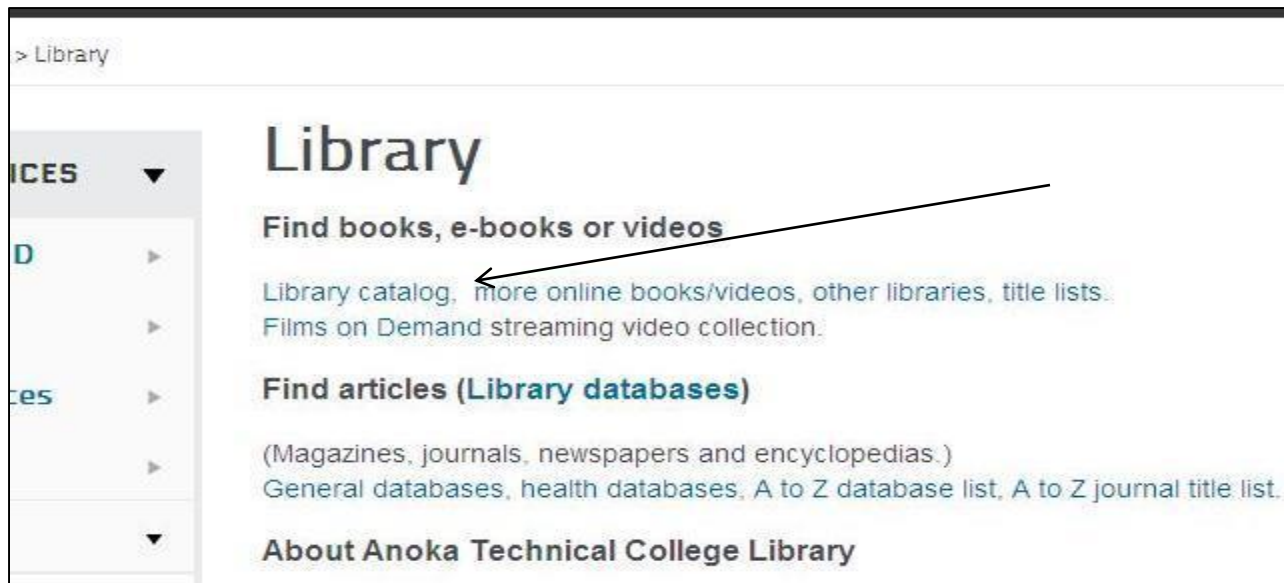 > Library
ICES
D
ces
Library
Find books, e-books or videos
Library catalog, more online books/videos, other libraries, title lists.
Films on Demand streaming video collection.
Find articles (Library databases)
(Magazines, journals, newspapers and encyclopedias.)
General databases, health databases, A to Z database list, A to Z journal title list.
About Anoka Technical College Library